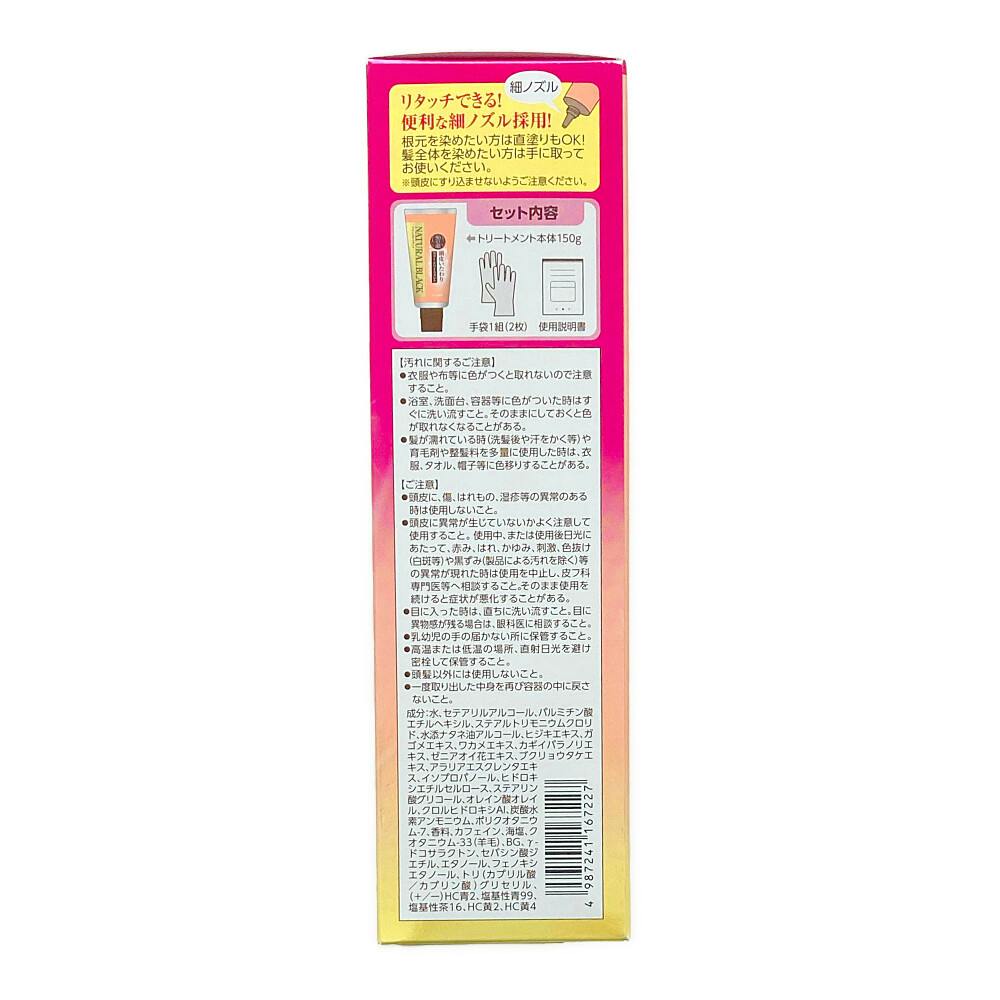 細ノズル
リタッチできる!
便利な細ノズル採用!
根元を染めたい方は直塗りもOK!
髪全体を染めたい方は手に取って
お使いください。
※頭皮にすり込ませないようご注意ください。
セット内容
トリートメント本体150g
NATURAL BLACK
頭皮いたわり
手袋1組(2枚)
使用説明書
【汚れに関するご注意】
●衣服や布等に色がつくと取れないので注意
すること。
●浴室、洗面台、容器等に色がついた時はす
ぐに洗い流すこと。そのままにしておくと色
が取れなくなることがある。
●髪が濡れている時(洗髪後や汗をかく等)や
育毛剤や整髪料を多量に使用した時は、衣
服、タオル、帽子等に色移りすることがある。
【ご注意】
●頭皮に、傷、はれもの、湿疹等の異常のある
時は使用しないこと。
●頭皮に異常が生じていないかよく注意して
使用すること。使用中、または使用後日光に
あたって、赤み、はれ、かゆみ、刺激、色抜け
(白斑等)や黒ずみ(製品による汚れを除く)等
の異常が現れた時は使用を中止し、皮フ科
専門医等へ相談すること。そのまま使用を
続けると症状が悪化することがある。
●目に入った時は、直ちに洗い流すこと。目に
異物感が残る場合は、眼科医に相談すること。
●乳幼児の手の届かない所に保管すること。
●高温または低温の場所、直射日光を避け
密栓して保管すること。
●頭髪以外には使用しないこと。
●一度取り出した中身を再び容器の中に戻さ
ないこと。
成分:水、セテアリルアルコール、パルミチン酸
エチルヘキシル、ステアルトリモニウムクロリ
ド、水添ナタネ油アルコール、ヒジキエキス、ガ
ゴメエキス、ワカメエキス、カギイバラノリエ
キス、ゼニアオイ花エキス、ブクリョウタケエ
キス、アラリアエスクレンタエキ
ス、イソプロパノール、ヒドロキ
シエチルセルロース、ステアリン
酸グリコール、オレイン酸オレイ
ル、クロルヒドロキシAl、炭酸水
素アンモニウム、ポリクオタニウ
ム-7、香料、カフェイン、海塩、ク
オタニウム-33(羊毛)、BG、γ-
ドコサラクトン、セバシン酸ジ
エチル、エタノール、フェノキシ
エタノール、トリ(カプリル酸
/カプリン酸)グリセリル、
(+/-)HC青2、塩基性青99、
塩基性茶16、HC黄2、HC黄4
4 987241 167227